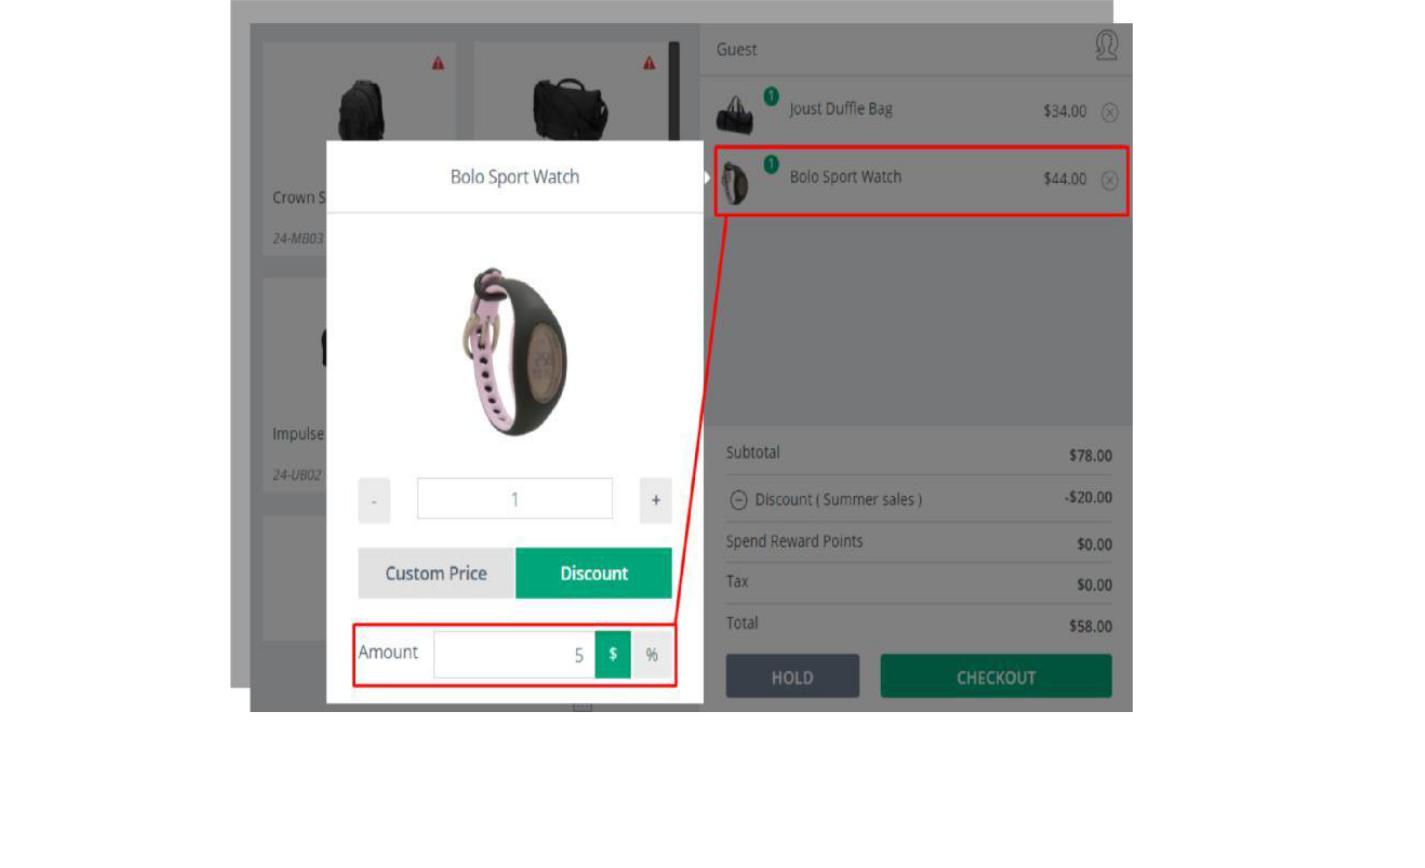 Guest
1
Joust Duffle Bag
$34.00
1
Bolo Sport Watch
$44.00
Crown S
24-MB03
Impulse
24-UB02
Bolo Sport Watch
-
1
+
Custom Price
Discount
Amount
5
$
%
Subtotal
$78.00
Discount ( Summer sales )
-$20.00
Spend Reward Points
$0.00
Tax
$0.00
Total
$58.00
HOLD
CHECKOUT